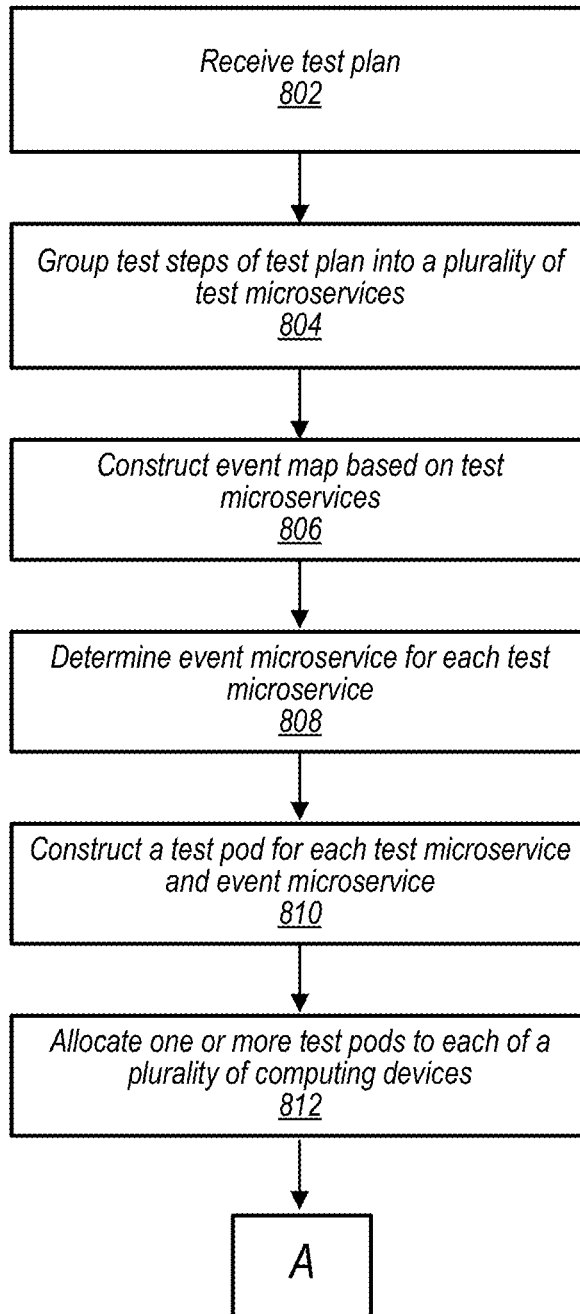 Receive test plan
802
Group test steps of test plan into a plurality of
test microservices
804
Construct event map based on test
microservices
806
Determine event microservice for each test
microservice
808
Construct a test pod for each test microservice
and event microservice
810
Allocate one or more test pods to each of a
plurality of computing devices
812
A